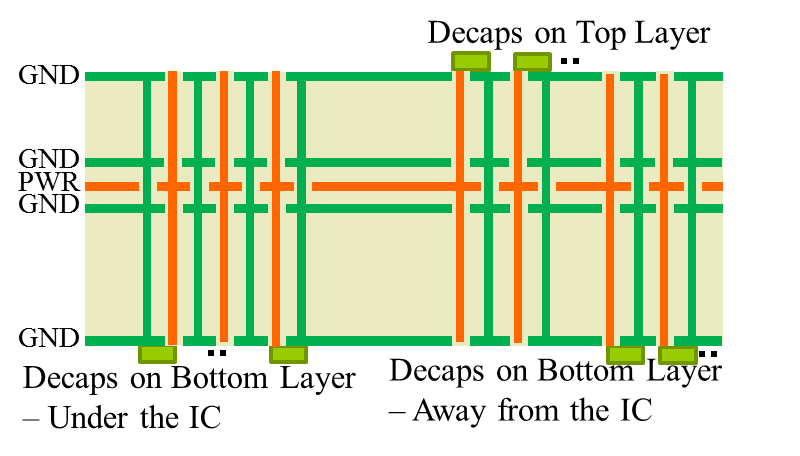 Decaps on Top Layer
GND
GND
PWR
GND
GND
Decaps on Bottom Layer
– Under the IC
Decaps on Bottom Layer
– Away from the IC